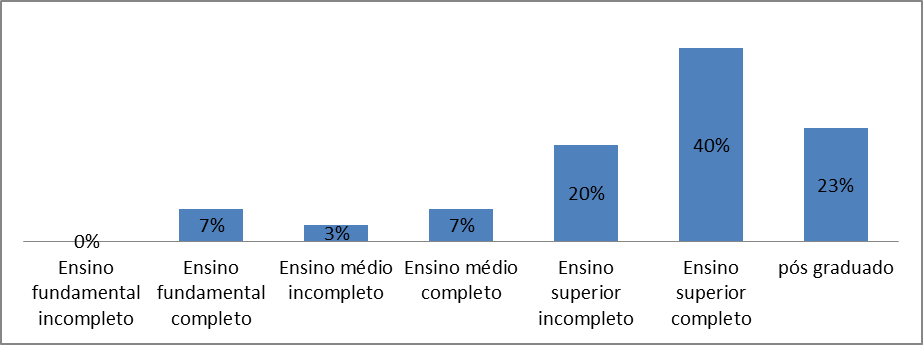 40%
23%
20%
7%
3%
7%
0%
Ensino
fundamental
incompleto
Ensino
fundamental
completo
Ensino médio
incompleto
Ensino médio
completo
Ensino
superior
incompleto
Ensino
superior
completo
pós graduado